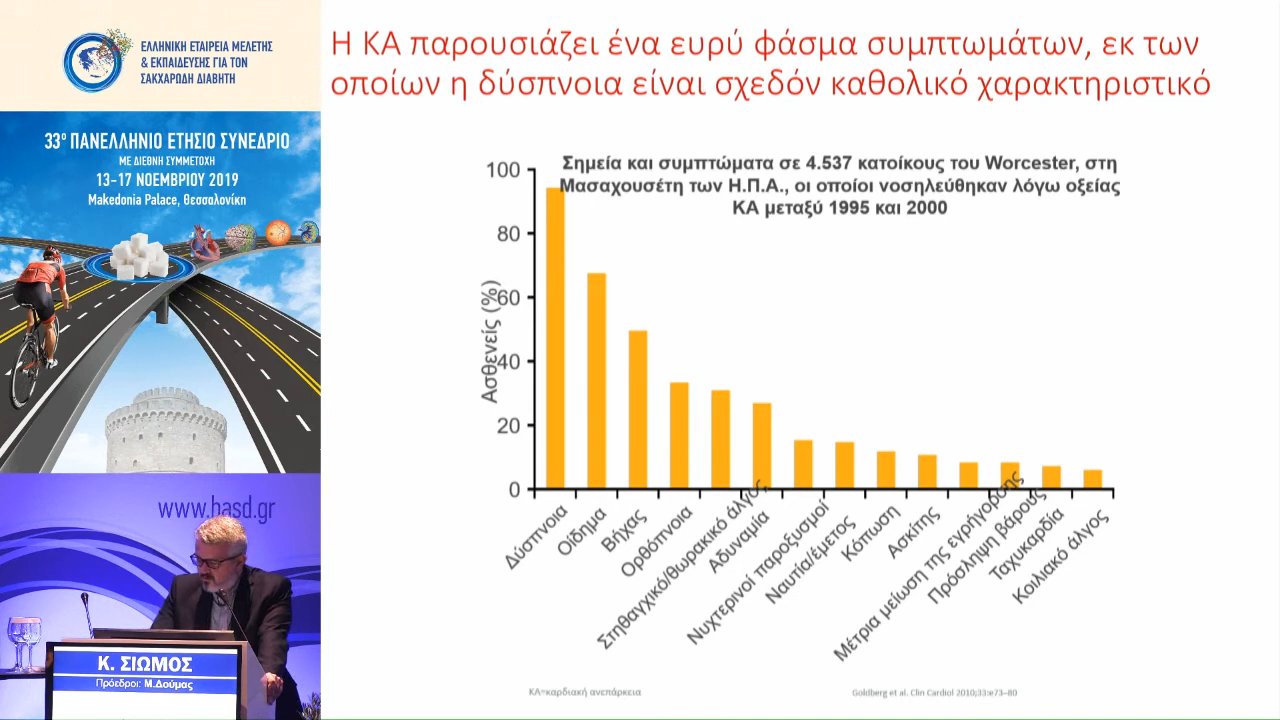 ΕΛΛΗΝΙΚΗ ΕΤΑΙΡΕΙΑ ΜΕΛΕΤΗΣ
& ΕΚΠΑΙΔΕΥΣΗΣ ΓΙΑ ΤΟΝ
ΣΑΚΧΑΡΩΔΗ ΔΙΑΒΗΤΗ
33ο ΠΑΝΕΛΛΗΝΙΟ ΕΤΗΣΙΟ ΣΥΝΕΔΡΙΟ
ΜΕ ΔΙΕΘΝΗ ΣΥΜΜΕΤΟΧΗ
13-17 ΝΟΕΜΒΡΙΟΥ 2019
Makedonia Palace, Θεσσαλονίκη
www.hasd.gr
Κ. ΣΙΩΜΟΣ
Πρόεδροι: Μ.Δούμας
Η ΚΑ παρουσιάζει ένα ευρύ φάσμα συμπτωμάτων, εκ των
οποίων η δύσπνοια είναι σχεδόν καθολικό χαρακτηριστικό
Σημεία και συμπτώματα σε 4.537 κατοίκους του Worcester, στη
Μασαχουσέτη των Η.Π.Α., οι οποίοι νοσηλεύθηκαν λόγω οξείας
ΚΑ μεταξύ 1995 και 2000
Ασθενείς (%)
100
80
60
40
20
0
Δύσπνοια
Οίδημα
Βήχας
Ορθόπνοια
Στηθαγχικό/θωρακικό άλγος
Αδυναμία
Νυχτερινοί παροξυσμοί
Ναυτία/έμετος
Κόπωση
Ασκίτης
Μέτρια μείωση της εγρήγορσης
Πρόσληψη βάρους
Ταχυκαρδία
Κοιλιακό άλγος
ΚΑ=καρδιακή ανεπάρκεια
Goldberg et al. Clin Cardiol 2010;33:e73–80